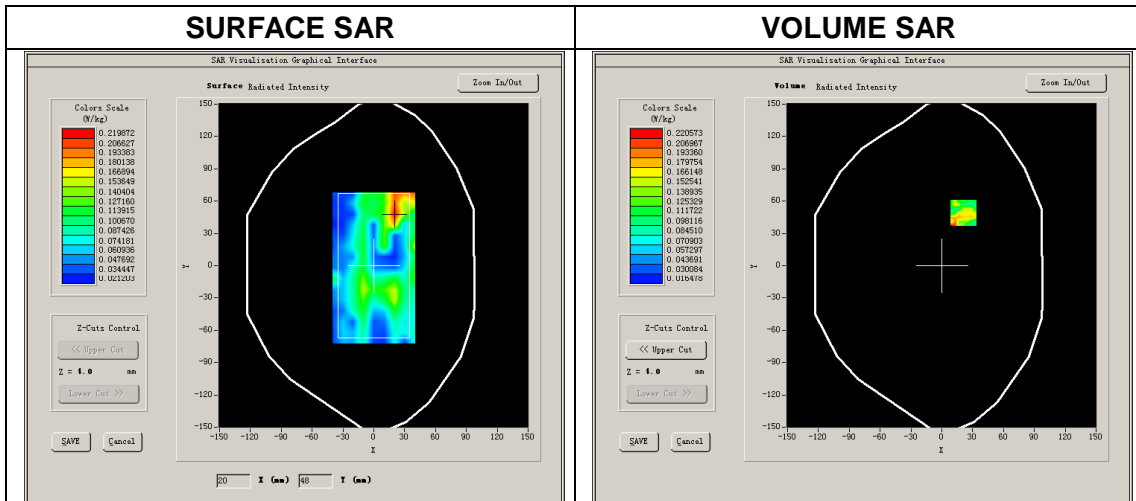 SURFACE SAR
VOLUME SAR
SAR Visualisation Graphical Interface
Surface Radiated Intensity
Zoom In/Out
Colors Scale
(W/kg)
0.219872
0.206627
0.193383
0.180138
0.166894
0.153649
0.140404
0.127160
0.113915
0.100670
0.087426
0.074181
0.060936
0.047692
0.034447
0.021203
150
120
90
60
30
0
-30
-60
-90
-120
-150
Y
-150 -120 -90 -60 -30 0 30 60 90 120 150
X
Z-Cuts Control
<< Upper Cut
Z = 4.0 mm
Lower Cut >>
SAVE Cancel
20 X (mm) 48 Y (mm)
SAR Visualisation Graphical Interface
Volume Radiated Intensity
Zoom In/Out
Colors Scale
(W/kg)
0.220573
0.206967
0.193360
0.179754
0.166148
0.152541
0.138935
0.125329
0.111722
0.098116
0.084510
0.070903
0.057297
0.043691
0.030084
0.016478
150
120
90
60
30
0
-30
-60
-90
-120
-150
Y
-150 -120 -90 -60 -30 0 30 60 90 120 150
X
Z-Cuts Control
<< Upper Cut
Z = 4.0 mm
Lower Cut >>
SAVE Cancel